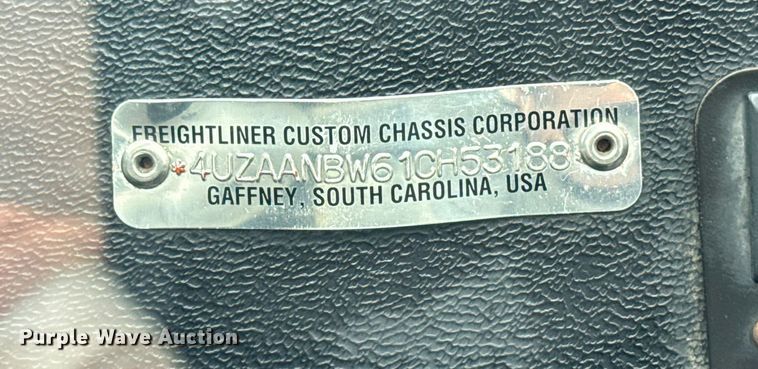 FREIGHTLINER CUSTOM CHASSIS CORPORATION
*4UZAANBW61CH53188
GAFFNEY, SOUTH CAROLINA, USA
Purple Wave Auction